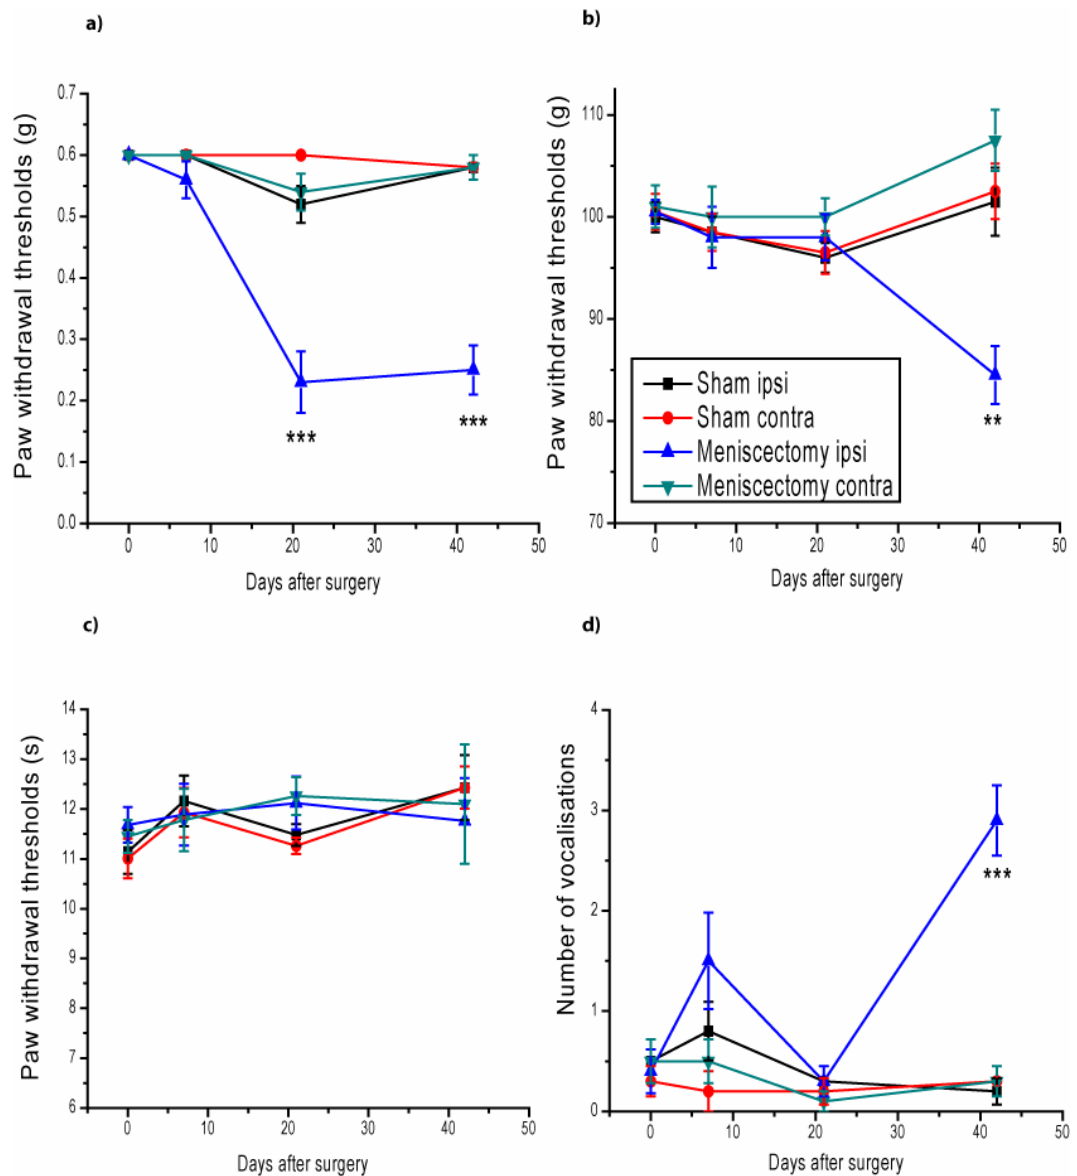 a)
Paw withdrawal thresholds (g)
0.7
0.6
0.5
0.4
0.3
0.2
0.1
0.0
***
***
0 10 20 30 40 50
Days after surgery
b)
Paw withdrawal thresholds (g)
110
100
90
80
70
Sham ipsi
Sham contra
Meniscectomy ipsi
Meniscectomy contra
**
0 10 20 30 40 50
Days after surgery
c)
Paw withdrawal thresholds (s)
14
13
12
11
10
9
8
7
6
0 10 20 30 40 50
Days after surgery
d)
Number of vocalisations
4
3
2
1
0
***
0 10 20 30 40 50
Days after surgery